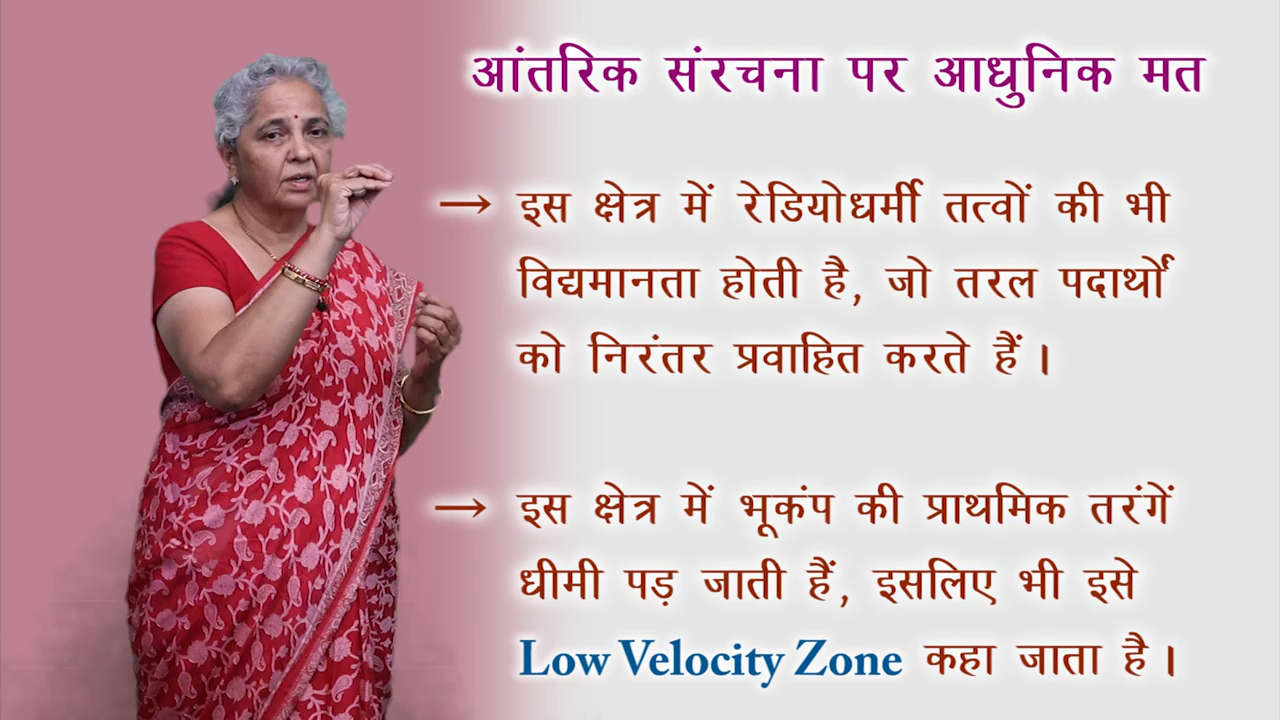 आंतरिक संरचना पर आधुनिक मत
→ इस क्षेत्र में रेडियोधर्मी तत्वों की भी
विद्यमानता होती है, जो तरल पदार्थों
को निरंतर प्रवाहित करते हैं।
→ इस क्षेत्र में भूकंप की प्राथमिक तरंगें
धीमी पड़ जाती हैं, इसलिए भी इसे
Low Velocity Zone कहा जाता है।